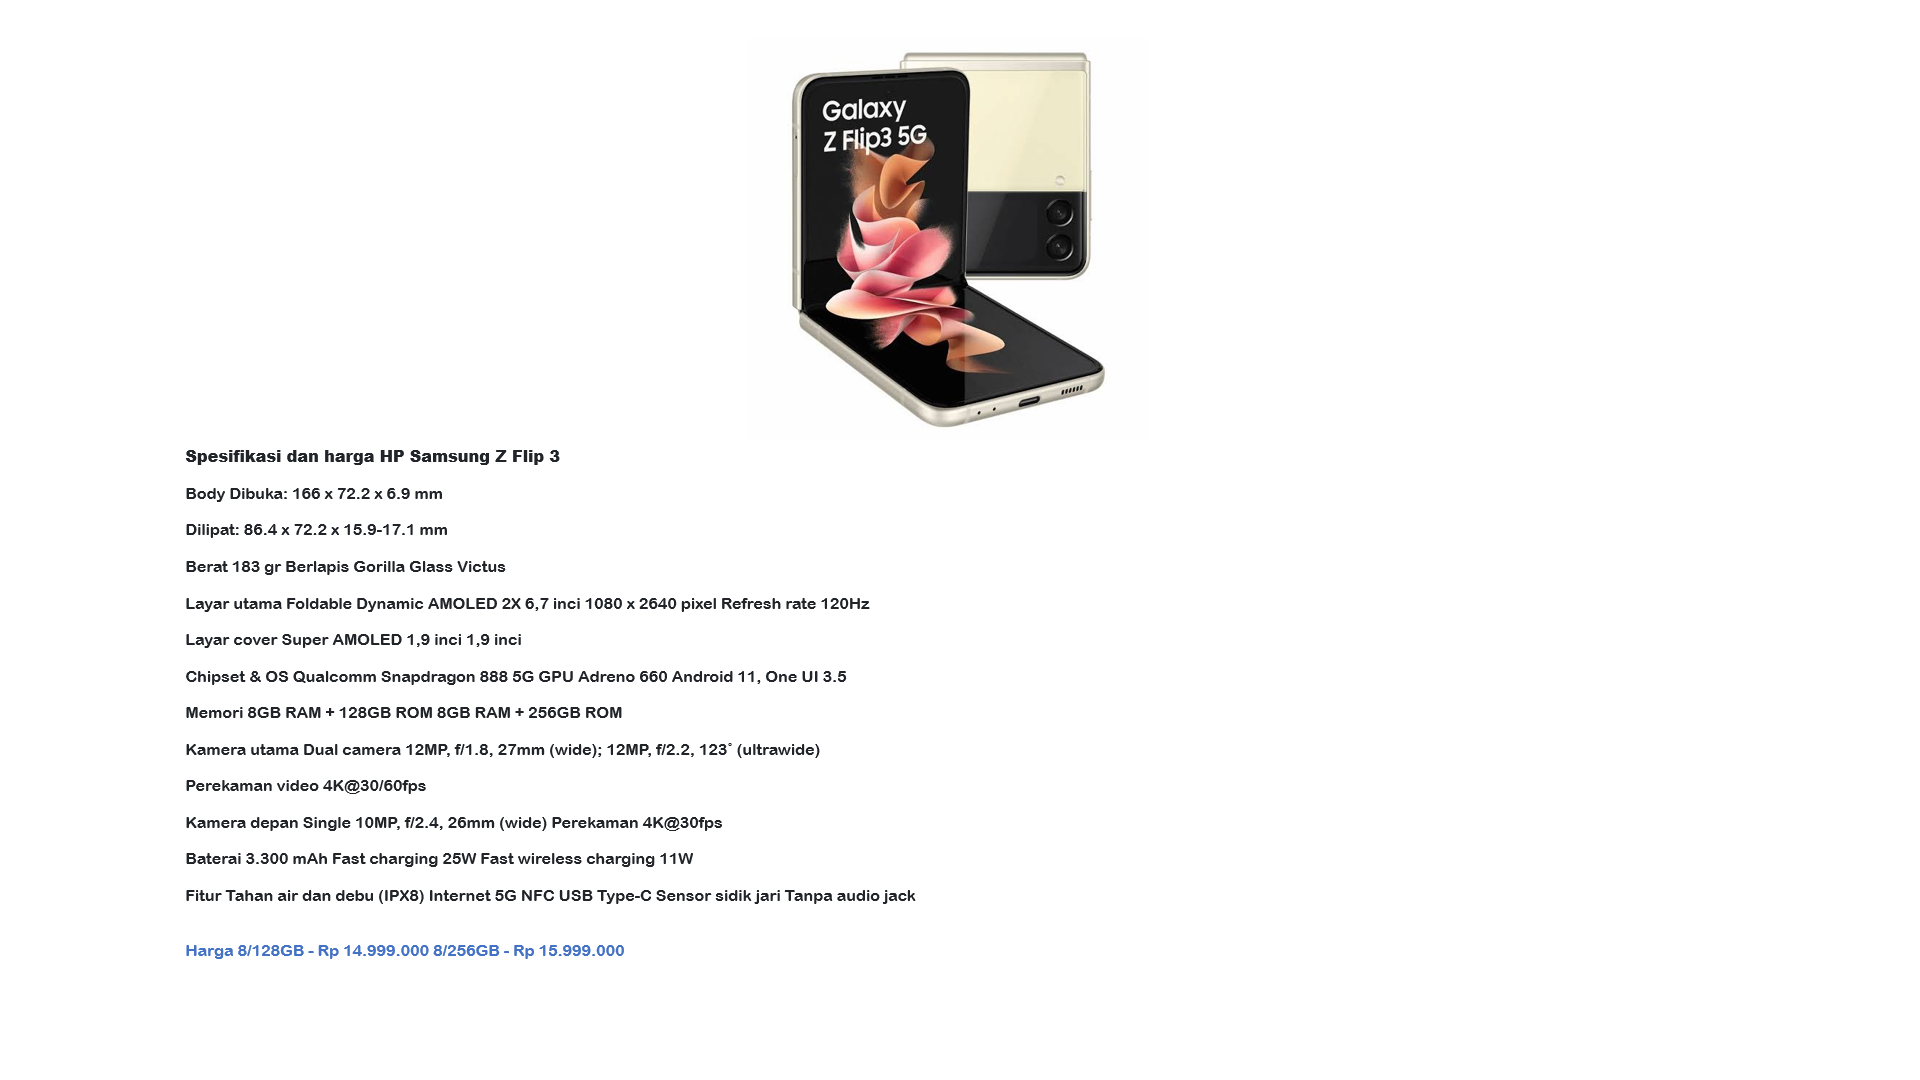 Galaxy
Z Flip3 5G
Spesifikasi dan harga HP Samsung Z Flip 3
Body Dibuka: 166 x 72.2 x 6.9 mm
Dilipat: 86.4 x 72.2 x 15.9-17.1 mm
Berat 183 gr Berlapis Gorilla Glass Victus
Layar utama Foldable Dynamic AMOLED 2X 6,7 inci 1080 x 2640 pixel Refresh rate 120Hz
Layar cover Super AMOLED 1,9 inci 1,9 inci
Chipset & OS Qualcomm Snapdragon 888 5G GPU Adreno 660 Android 11, One UI 3.5
Memori 8GB RAM + 128GB ROM 8GB RAM + 256GB ROM
Kamera utama Dual camera 12MP, f/1.8, 27mm (wide); 12MP, f/2.2, 123˚ (ultrawide)
Perekaman video 4K@30/60fps
Kamera depan Single 10MP, f/2.4, 26mm (wide) Perekaman 4K@30fps
Baterai 3.300 mAh Fast charging 25W Fast wireless charging 11W
Fitur Tahan air dan debu (IPX8) Internet 5G NFC USB Type-C Sensor sidik jari Tanpa audio jack
Harga 8/128GB - Rp 14.999.000 8/256GB - Rp 15.999.000